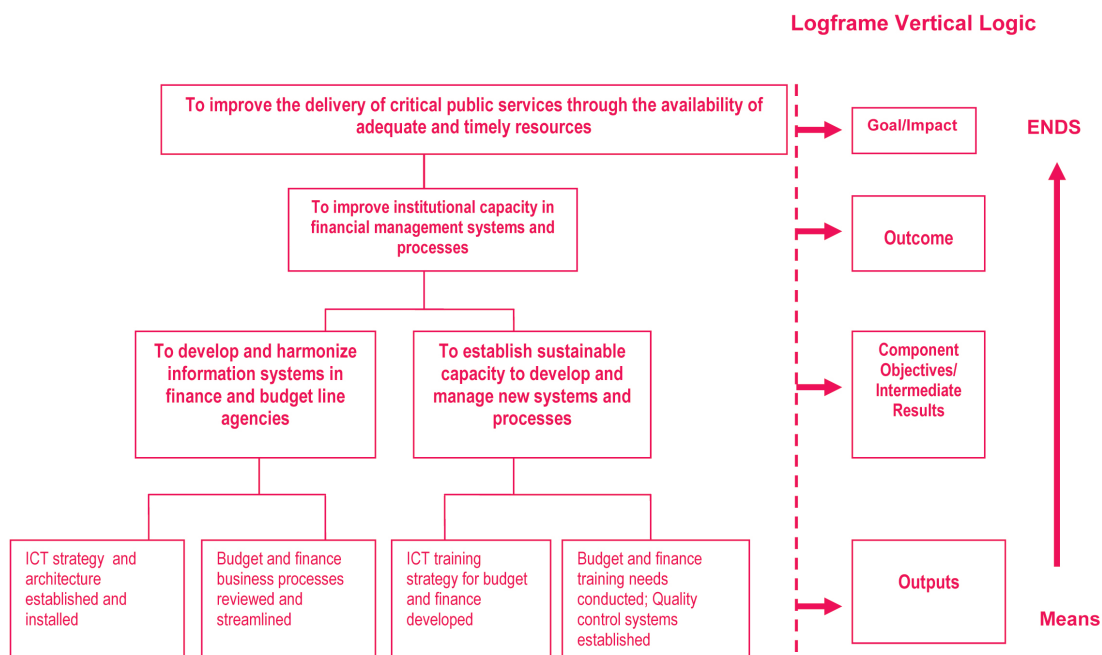 Logframe Vertical Logic
To improve the delivery of critical public services through the availability of
adequate and timely resources
Goal/Impact
ENDS
To improve institutional capacity in
financial management systems and
processes
Outcome
To develop and harmonize
information systems in
finance and budget line
agencies
To establish sustainable
capacity to develop and
manage new systems and
processes
Component
Objectives/
Intermediate
Results
ICT strategy and
architecture
established and
installed
Budget and finance
business processes
reviewed and
streamlined
ICT training
strategy for budget
and finance
developed
Budget and finance
training needs
conducted; Quality
control systems
established
Outputs
Means